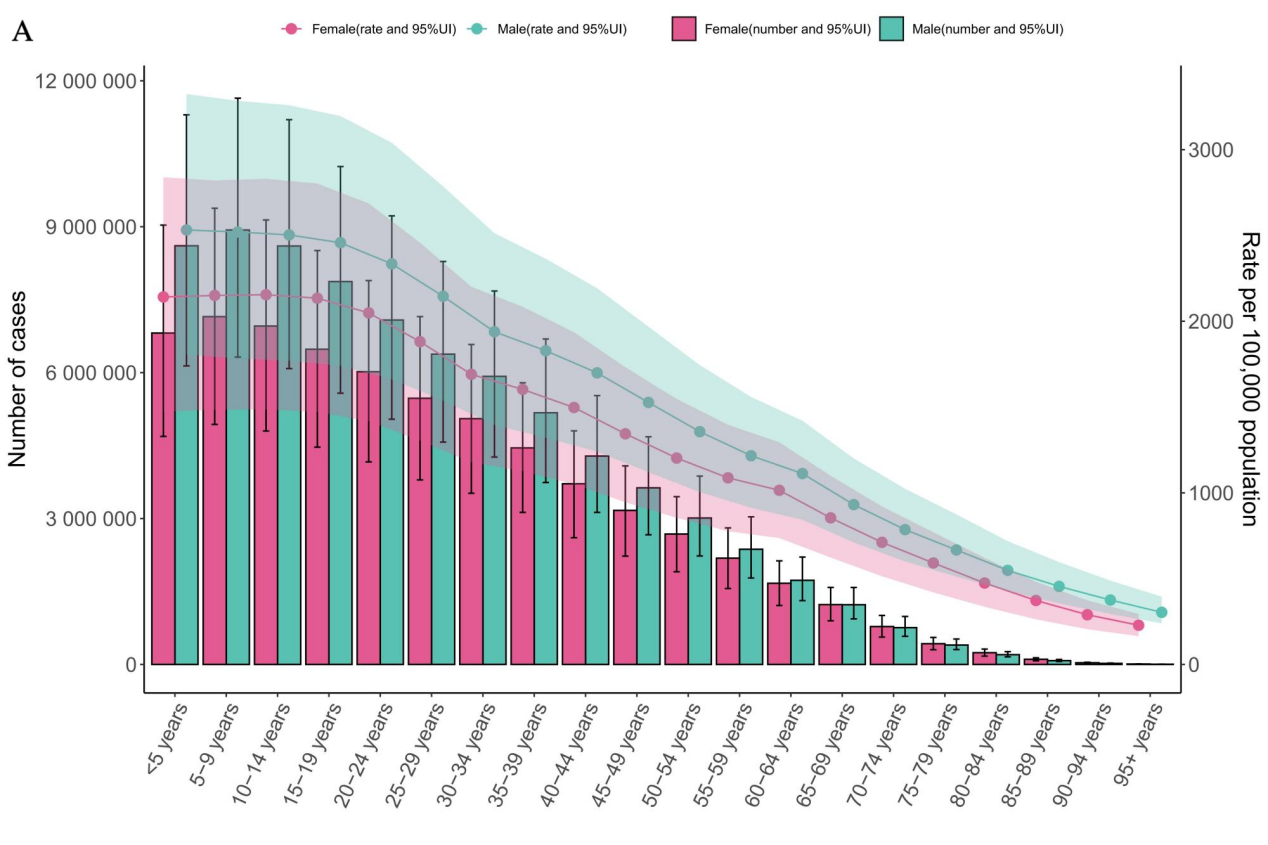 A
Female(rate and 95%UI) Male(rate and 95%UI) Female(number and 95%UI) Male(number and 95%UI)
12 000 000
9 000 000
6 000 000
3 000 000
0
Number of cases
3000
2000
1000
0
Rate per 100,000 population
<5 years
5−9 years
10−14 years
15−19 years
20−24 years
25−29 years
30−34 years
35−39 years
40−44 years
45−49 years
50−54 years
55−59 years
60−64 years
65−69 years
70−74 years
75−79 years
80−84 years
85−89 years
90−94 years
95+ years